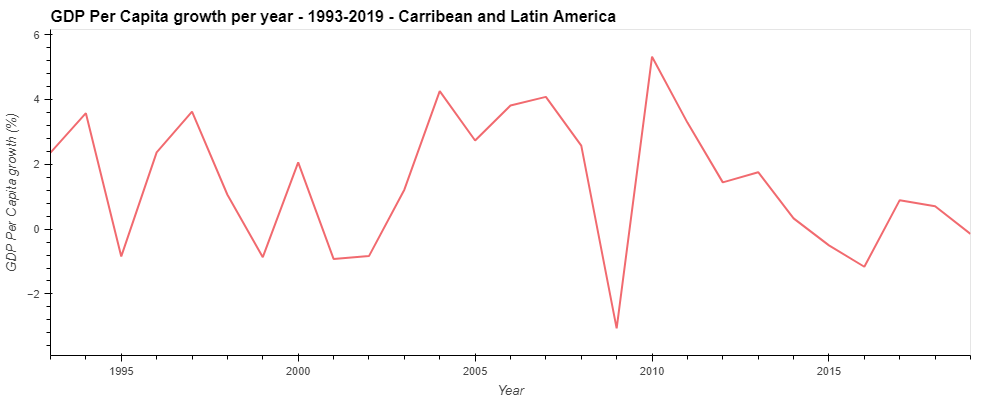 GDP Per Capita growth per year - 1993-2019 - Carribean and Latin America
6
4
2
0
−2
GDP Per Capita growth (%)
1995 2000 2005 2010 2015
Year